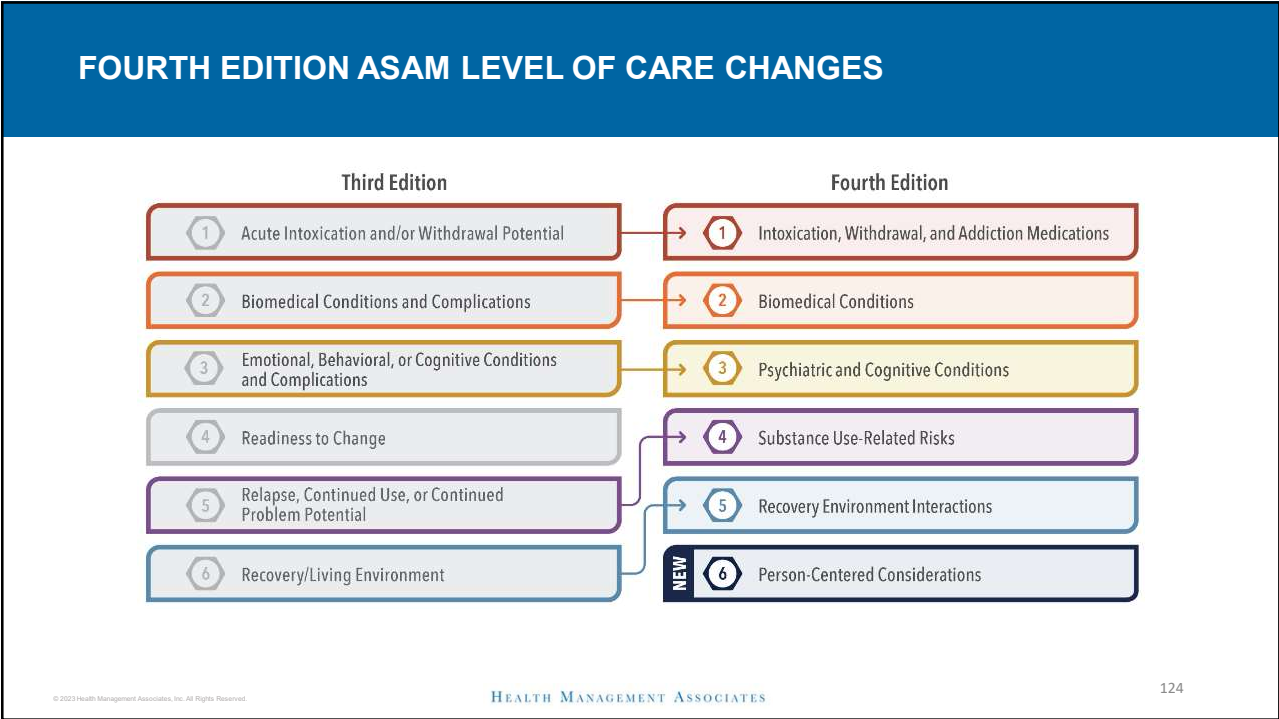 FOURTH EDITION ASAM LEVEL OF CARE CHANGES
Third Edition
Fourth Edition
1 Acute Intoxication and/or Withdrawal Potential
1 Intoxication, Withdrawal, and Addiction Medications
2 Biomedical Conditions and Complications
2 Biomedical Conditions
3 Emotional, Behavioral, or Cognitive Conditions
and Complications
3 Psychiatric and Cognitive Conditions
4 Readiness to Change
4 Substance Use-Related Risks
5 Relapse, Continued Use, or Continued
Problem Potential
5 Recovery Environment Interactions
6 Recovery/Living Environment
NEW
6 Person-Centered Considerations
© 2023 Health Management Associates, Inc. All Rights Reserved.
HEALTH MANAGEMENT ASSOCIATES
124